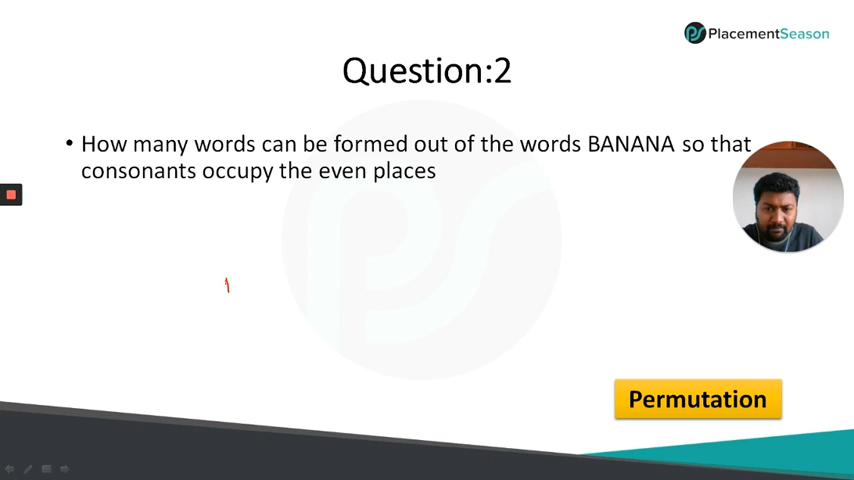 PlacementSeason
Question:2
• How many words can be formed out of the words BANANA so that
consonants occupy the even places
Permutation